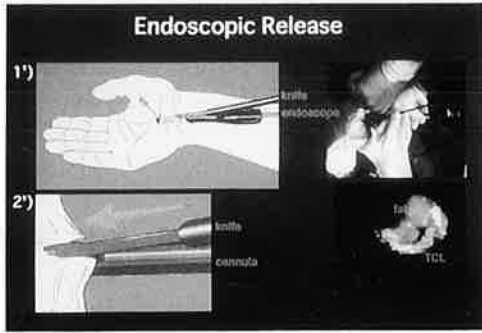 Endoscopic Release
1')
knife
endoscope
2')
knife
cannula
fat
TCL